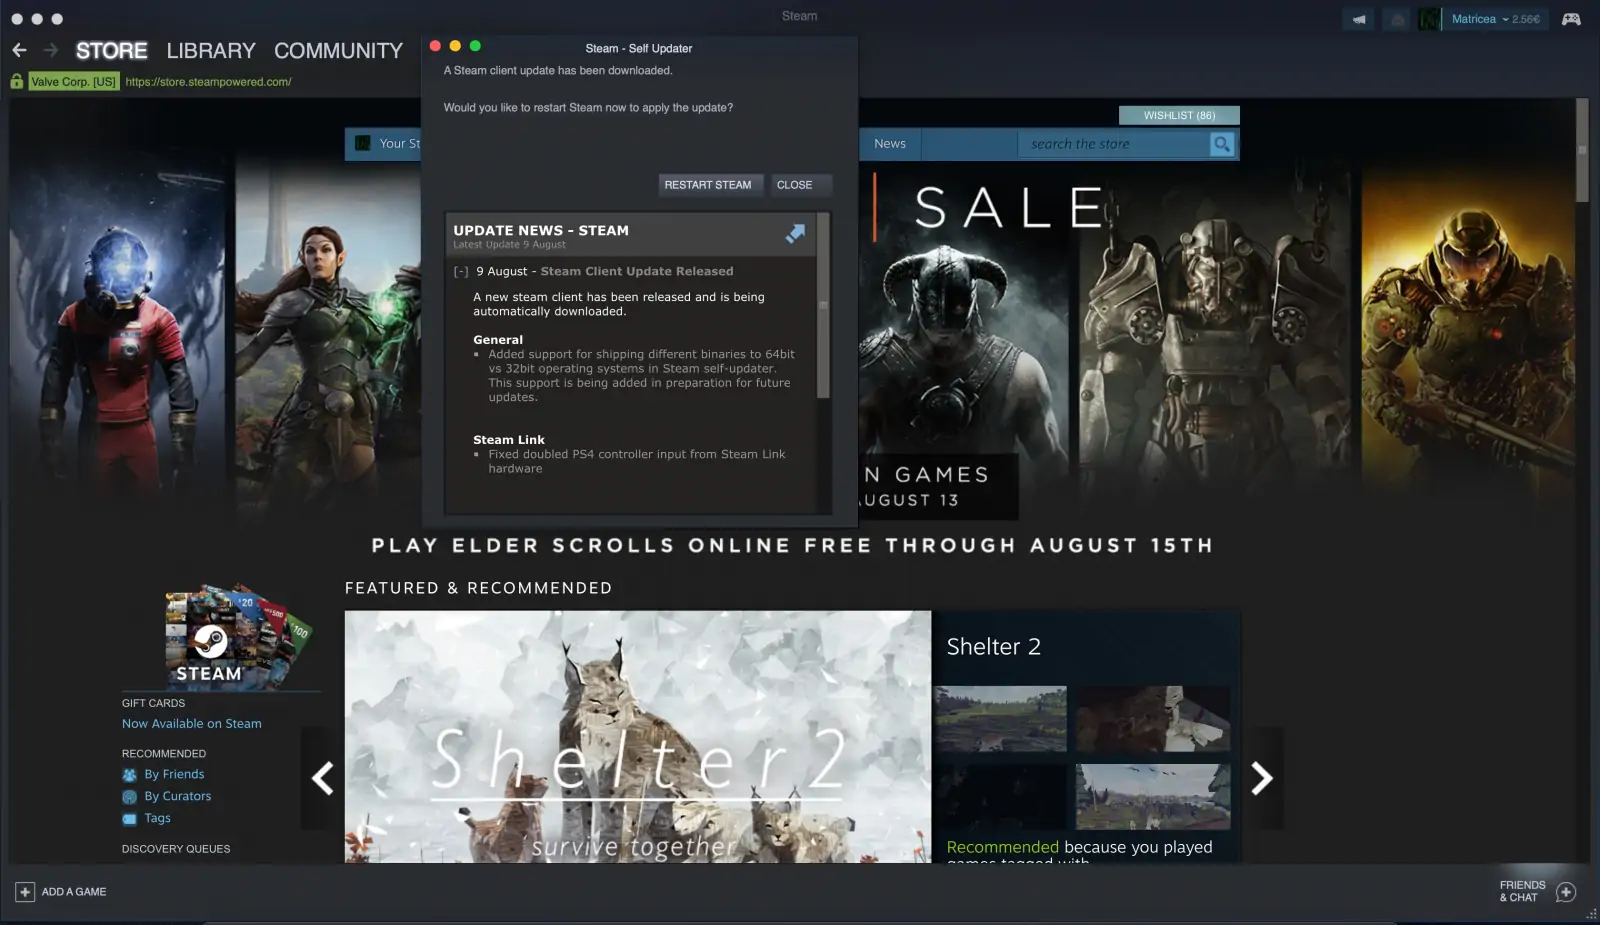 Steam
Matricea
2.56€
STORE
LIBRARY
COMMUNITY
Valve Corp. [US]
https://store.steampowered.com/
Steam - Self Updater
A Steam client update has been downloaded.
Would you like to restart Steam now to apply the update?
RESTART STEAM
CLOSE
UPDATE NEWS - STEAM
Latest Update 9 August
[-] 9 August - Steam Client Update Released
A new steam client has been released and is being
automatically downloaded.
General
▪ Added support for shipping different binaries to 64bit
vs 32bit operating systems in Steam self-updater.
This support is being added in preparation for future
updates.
Steam Link
▪ Fixed doubled PS4 controller input from Steam Link
hardware
WISHLIST (86)
Your St
News
search the store
SALE
N GAMES
AUGUST 13
PLAY ELDER SCROLLS ONLINE FREE THROUGH AUGUST 15TH
FEATURED & RECOMMENDED
20
500
100
STEAM
GIFT CARDS
Now Available on Steam
RECOMMENDED
By Friends
By Curators
Tags
DISCOVERY QUEUES
Shelter 2
survive together
Shelter 2
Recommended because you played
games tagged with
ADD A GAME
FRIENDS
& CHAT